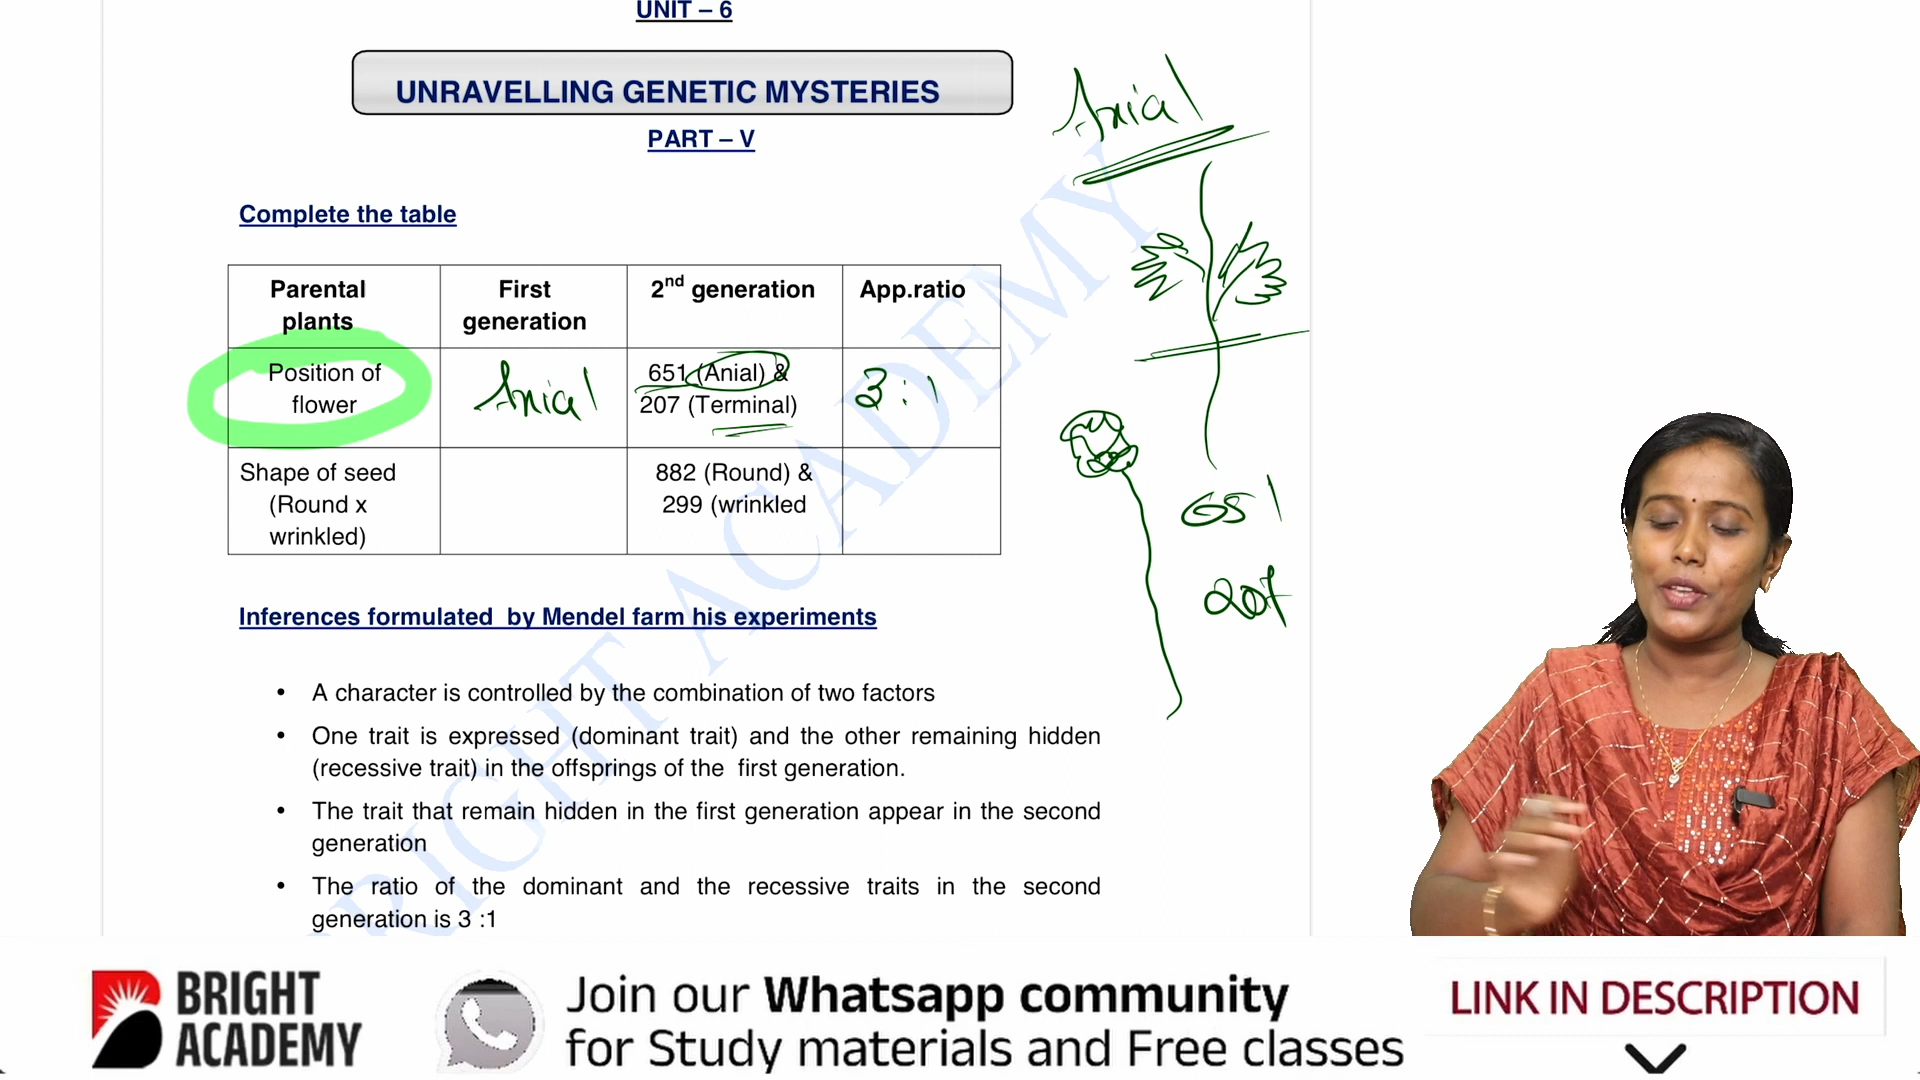 UNIT – 6
UNRAVELLING GENETIC MYSTERIES
PART – V
Complete the table
Parental plants | First generation | 2nd generation | App.ratio
Position of flower | Anial | 651 (Anial) & 207 (Terminal) | 3:1
Shape of seed (Round x wrinkled) | | 882 (Round) & 299 (wrinkled |
Anial
651
207
Inferences formulated by Mendel farm his experiments
• A character is controlled by the combination of two factors
• One trait is expressed (dominant trait) and the other remaining hidden
(recessive trait) in the offsprings of the first generation.
• The trait that remain hidden in the first generation appear in the second
generation
• The ratio of the dominant and the recessive traits in the second
generation is 3 :1
BRIGHT ACADEMY
BRIGHT
ACADEMY
Join our Whatsapp community
for Study materials and Free classes
LINK IN DESCRIPTION